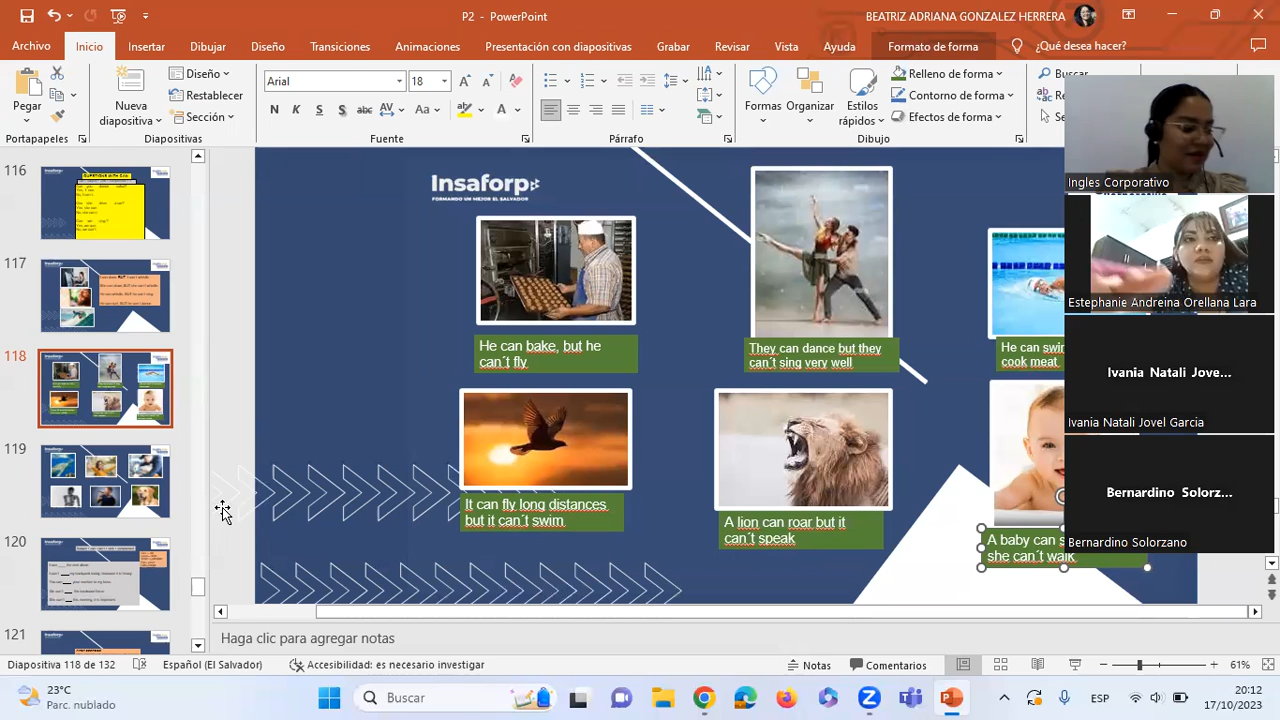 P2 - PowerPoint
BEATRIZ ADRIANA GONZALEZ HERRERA
Archivo Inicio Insertar Dibujar Diseño Transiciones Animaciones Presentación con diapositivas Grabar Revisar Vista Ayuda Formato de forma ¿Qué desea hacer?
Pegar
Portapapeles
Nueva
diapositiva
Diseño
Restablecer
Sección
Diapositivas
Arial 18
N K S S abc AV Aa A
Fuente
Párrafo
Formas
Organizar
Estilos
rápidos
Relleno de forma
Contorno de forma
Efectos de forma
Dibujo
Buscar
116
117
118
119
120
121
Insaforp
FORMANDO UN MEJOR EL SALVADOR
He can bake, but he
can´t fly
They can dance but they
can´t sing very well
He can swi
cook meat
It can fly long distances
but it can´t swim
A lion can roar but it
can´t speak
A baby can s
she can´t walk
Ingles Corporativo
Estephanie Andreina Orellana Lara
Ivania Natali Jove...
Ivania Natali Jovel Garcia
Bernardino Solorz...
Bernardino Solorzano
Haga clic para agregar notas
Diapositiva 118 de 132
Español (El Salvador)
Accesibilidad: es necesario investigar
Notas
Comentarios
61%
23°C
Parc. nublado
Buscar
ESP
20:12
17/10/2023